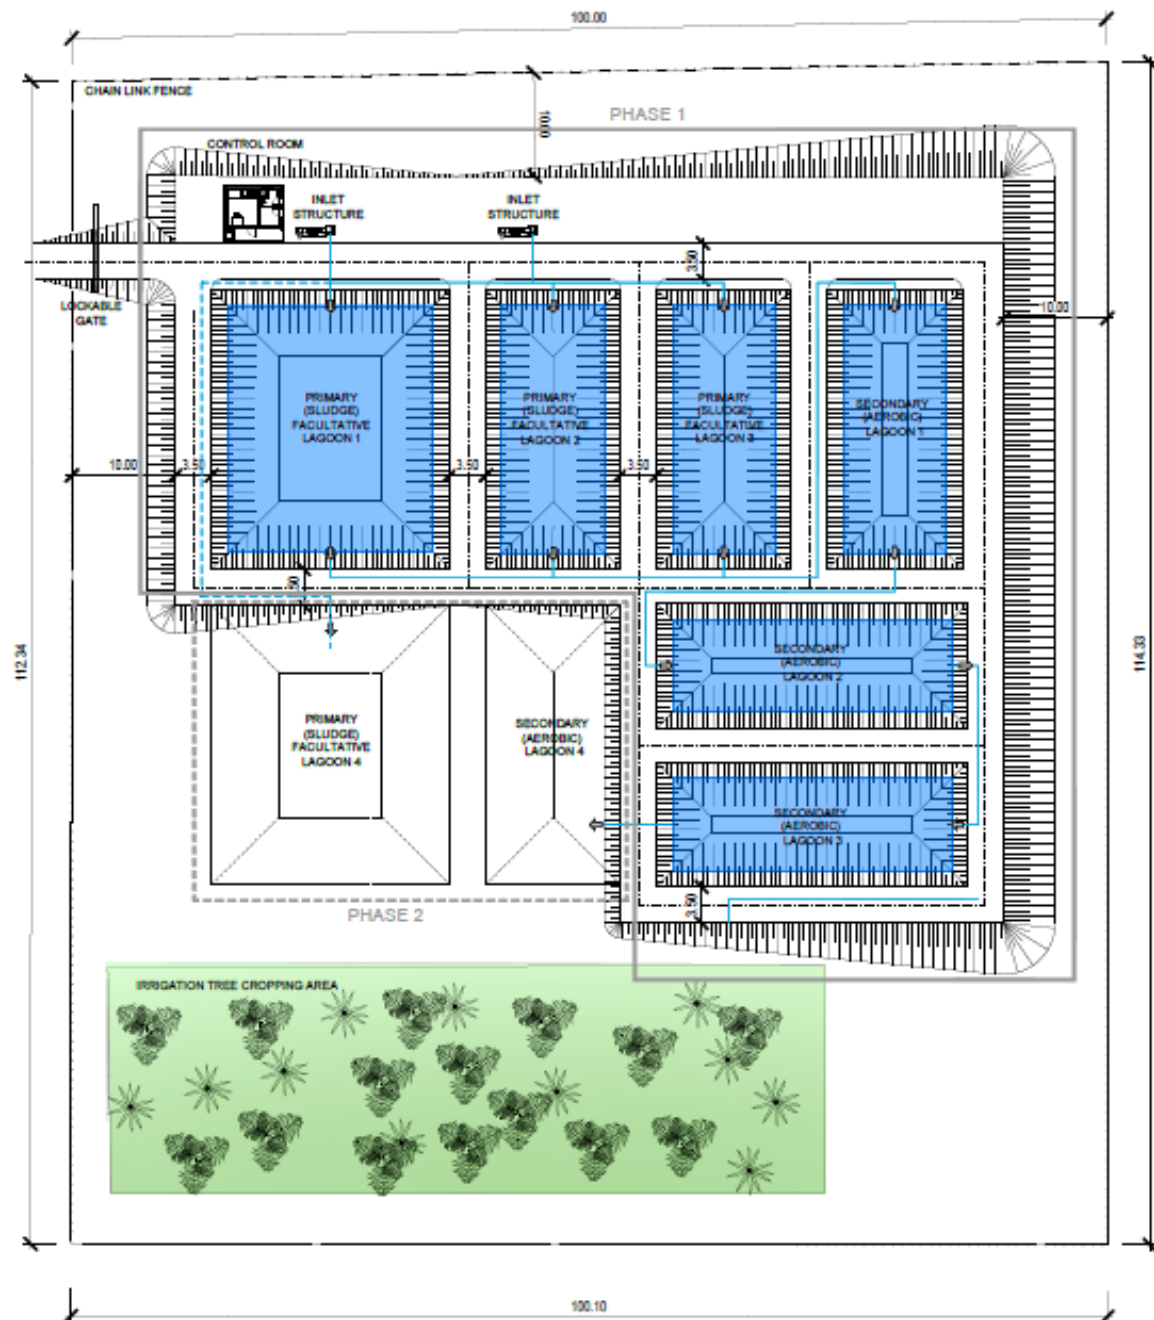 100.00
CHAIN LINK FENCE
10.00
PHASE 1
CONTROL ROOM
INLET
STRUCTURE
INLET
STRUCTURE
3.50
LOCKABLE
GATE
10.00
PRIMARY
(SLUDGE)
FACULTATIVE
LAGOON 1
PRIMARY
(SLUDGE)
FACULTATIVE
LAGOON 2
PRIMARY
(SLUDGE)
FACULTATIVE
LAGOON 3
SECONDARY
(AEROBIC)
LAGOON 1
10.00
3.50
3.50
3.50
SECONDARY
(AEROBIC)
LAGOON 2
112.34
114.33
PRIMARY
(SLUDGE)
FACULTATIVE
LAGOON 4
SECONDARY
(AEROBIC)
LAGOON 4
SECONDARY
(AEROBIC)
LAGOON 3
3.50
PHASE 2
IRRIGATION TREE CROPPING AREA
100.10